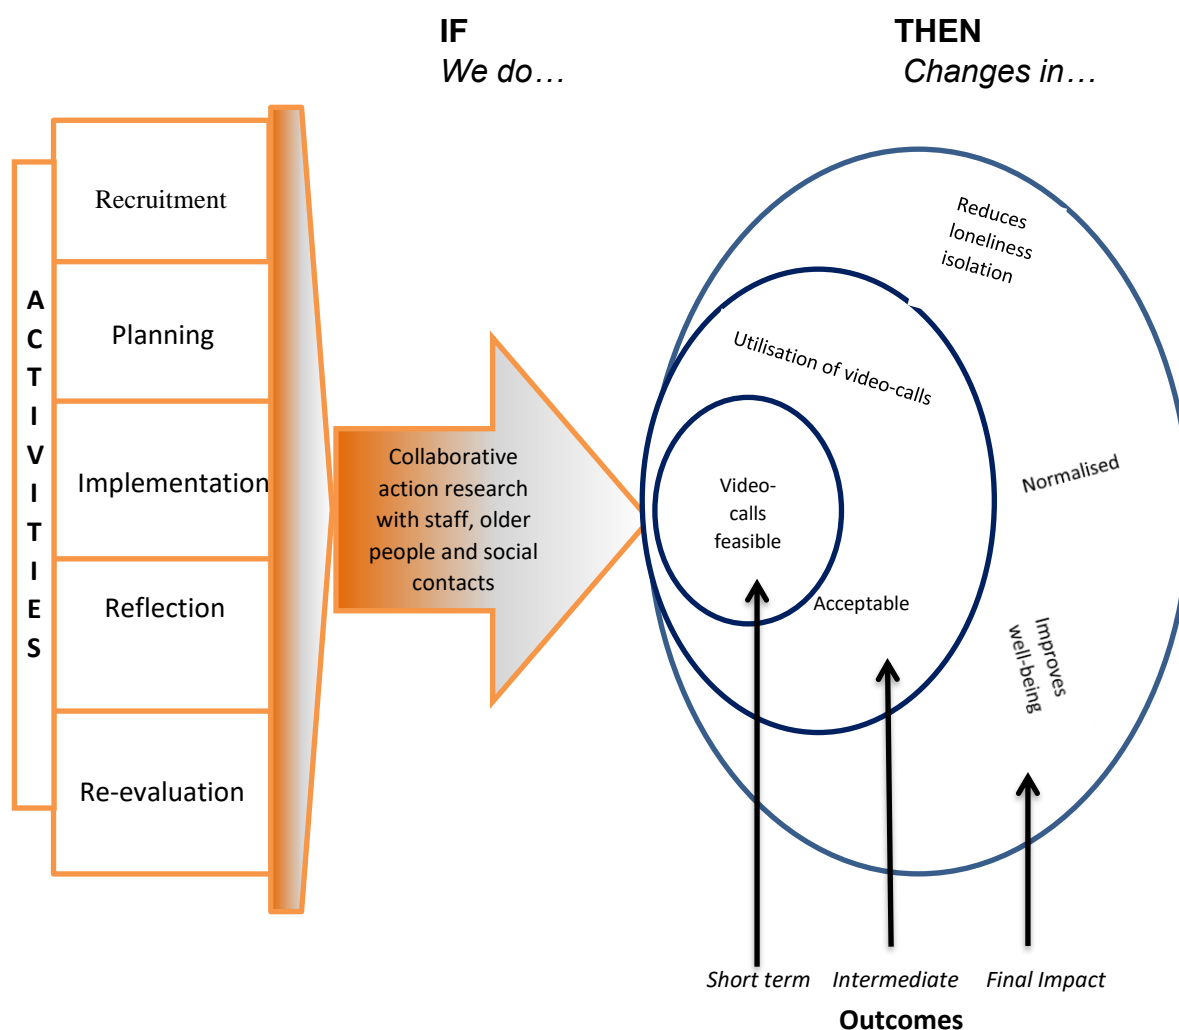 IF
We do…
THEN
Changes in…
ACTIVITIES
Recruitment
Planning
Implementation
Reflection
Re-evaluation
Collaborative
action research
with staff, older
people and social
contacts
Reduces
loneliness
isolation
Utilisation of video-calls
Normalised
Video-
calls
feasible
Acceptable
Improves
well-being
Short term
Intermediate
Final Impact
Outcomes